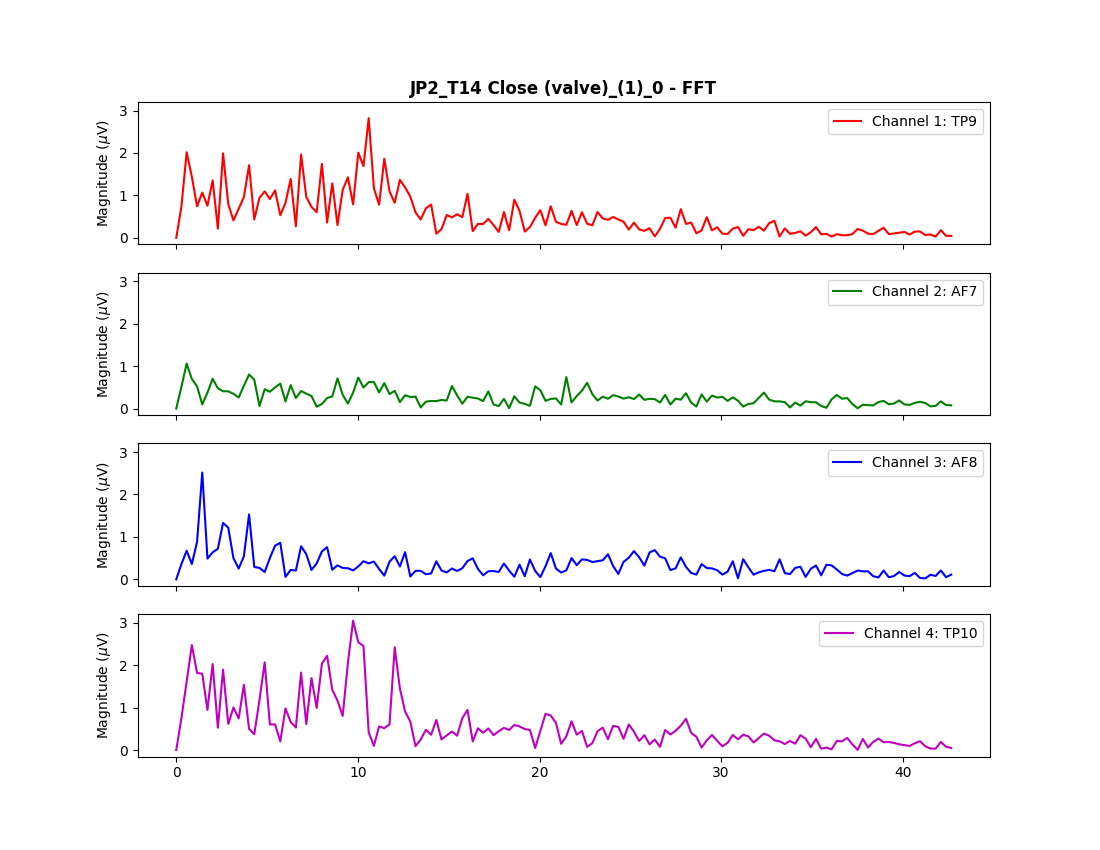 JP2_T14 Close (valve)_(1)_0 - FFT
Magnitude (μV)
3
2
1
0
Channel 1: TP9
Magnitude (μV)
3
2
1
0
Channel 2: AF7
Magnitude (μV)
3
2
1
0
Channel 3: AF8
Magnitude (μV)
3
2
1
0
Channel 4: TP10
0 10 20 30 40